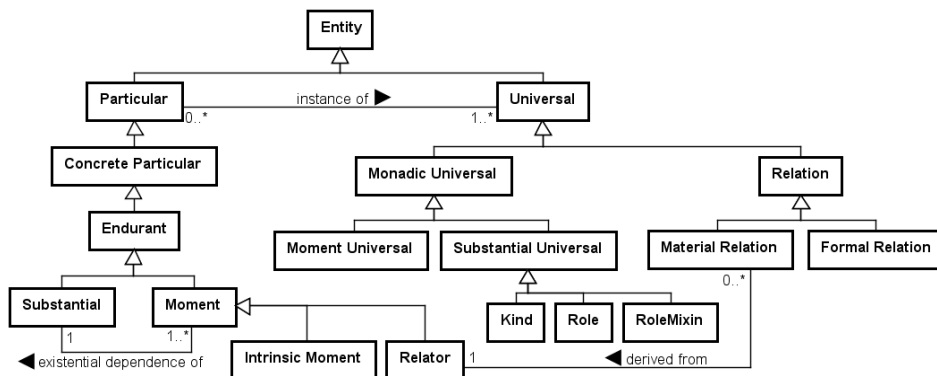 Entity
Particular
instance of ▶
Universal
0..*
1..*
Concrete Particular
Monadic Universal
Relation
Endurant
Moment Universal
Substantial Universal
Material Relation
Formal Relation
Substantial
Moment
0..*
Kind
Role
RoleMixin
1
1..*
◀ existential dependence of
Intrinsic Moment
Relator
1
◀ derived from